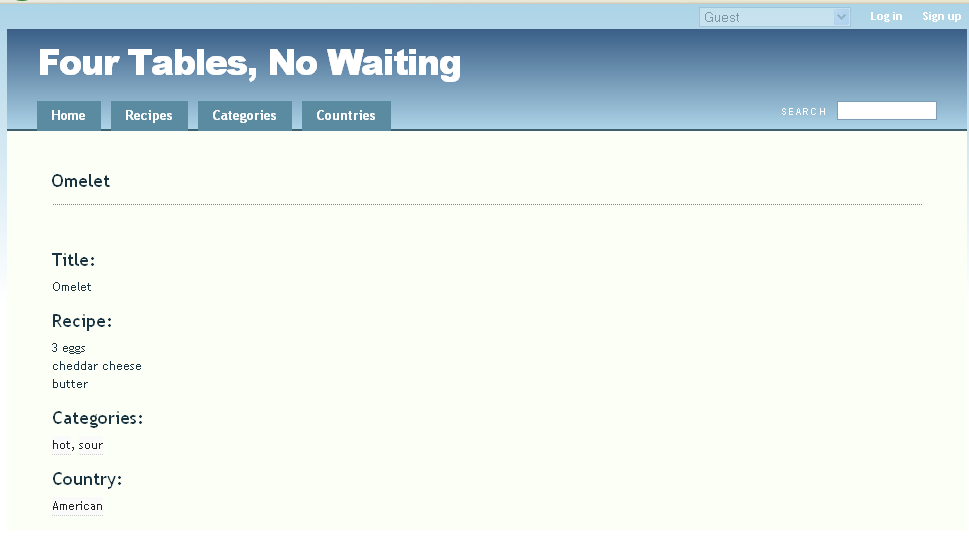 Guest Log in Sign up
Four Tables, No Waiting
Home Recipes Categories Countries SEARCH
Omelet
Title:
Omelet
Recipe:
3 eggs
cheddar cheese
butter
Categories:
hot, sour
Country:
American